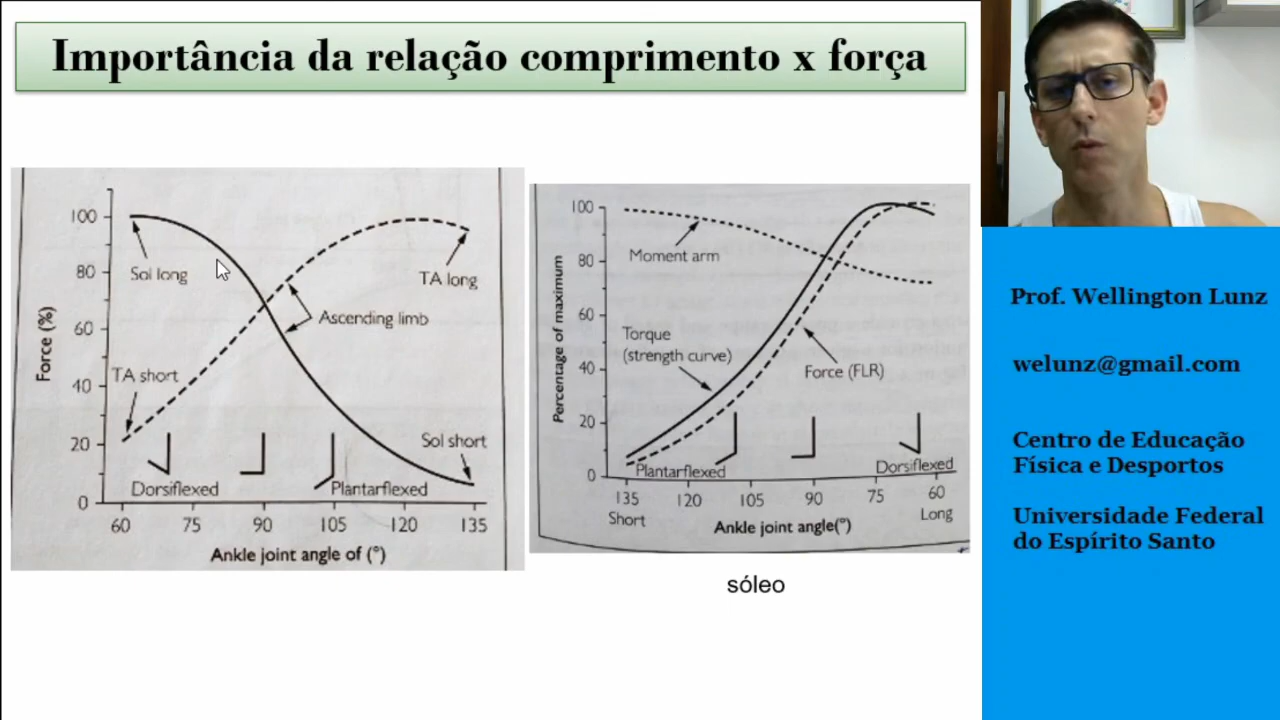 Importância da relação comprimento x força
Force (%)
100
80
60
40
20
0
Sol long
TA long
Ascending limb
TA short
Sol short
Dorsiflexed
Plantarflexed
60 75 90 105 120 135
Ankle joint angle of (°)
Percentage of maximum
100
80
60
40
20
0
Moment arm
Torque
(strength curve)
Force (FLR)
Plantarflexed
Dorsiflexed
135 120 105 90 75 60
Short
Long
Ankle joint angle(°)
sóleo
Prof. Wellington Lunz
welunz@gmail.com
Centro de Educação
Física e Desportos
Universidade Federal
do Espírito Santo